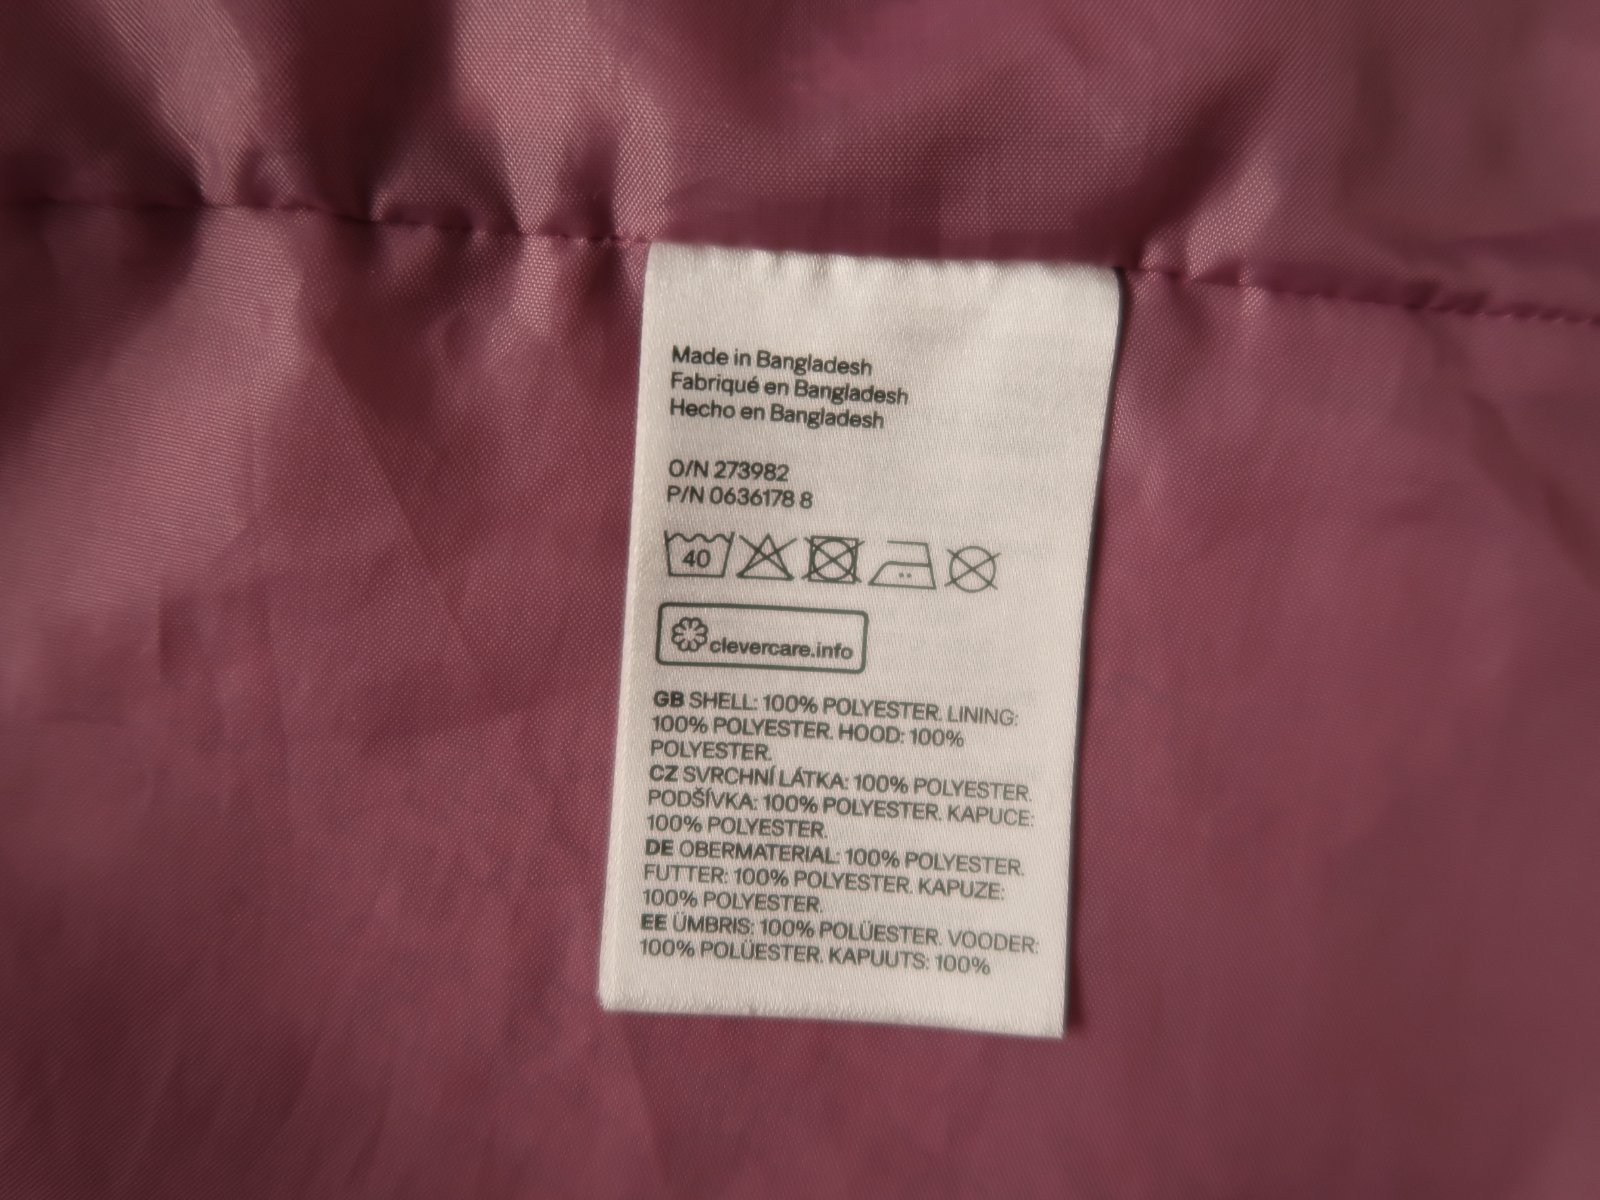 Made in Bangladesh
Fabriqué en Bangladesh
Hecho en Bangladesh
O/N 273982
P/N 0636178 8
40
clevercare.info
GB SHELL: 100% POLYESTER. LINING:
100% POLYESTER. HOOD: 100%
POLYESTER.
CZ SVRCHNÍ LÁTKA: 100% POLYESTER.
PODŠÍVKA: 100% POLYESTER. KAPUCE:
100% POLYESTER.
DE OBERMATERIAL: 100% POLYESTER.
FUTTER: 100% POLYESTER. KAPUZE:
100% POLYESTER.
EE ÜMBRIS: 100% POLÜESTER. VOODER:
100% POLÜESTER. KAPUUTS: 100%